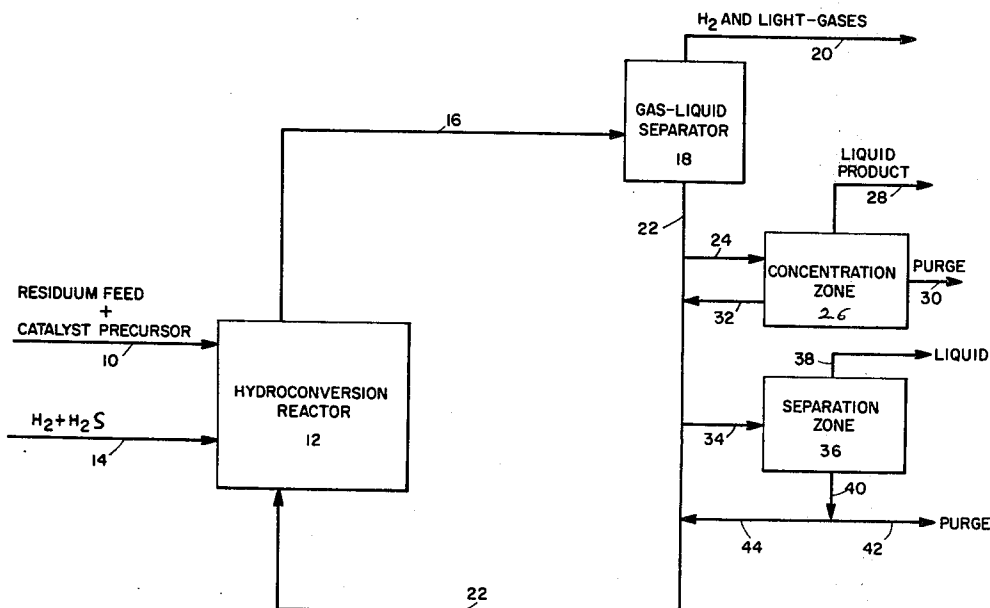 H2 AND LIGHT-GASES
20
16
GAS-LIQUID
SEPARATOR
18
LIQUID
PRODUCT
28
22
24
CONCENTRATION
ZONE
26
PURGE
30
32
RESIDUUM FEED
+
CATALYST PRECURSOR
10
HYDROCONVERSION
REACTOR
12
H2+H2S
14
38
LIQUID
SEPARATION
ZONE
36
34
40
44
42
PURGE
22